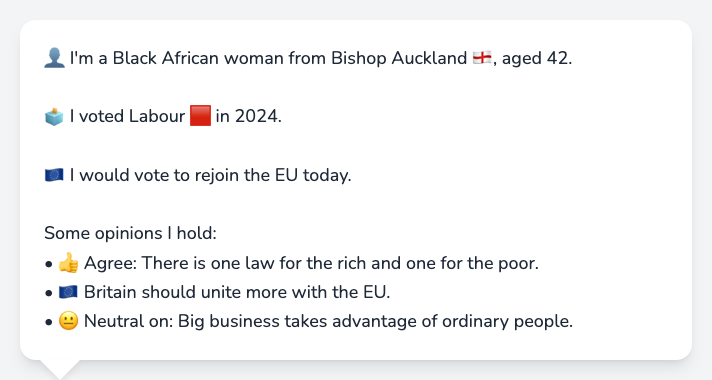 👤 I'm a Black African woman from Bishop Auckland 🏴󠁧󠁢󠁥󠁮󠁧󠁿, aged 42.
🗳️ I voted Labour 🟥 in 2024.
🇪🇺 I would vote to rejoin the EU today.
Some opinions I hold:
• 👍 Agree: There is one law for the rich and one for the poor.
• 🇪🇺 Britain should unite more with the EU.
• 😐 Neutral on: Big business takes advantage of ordinary people.